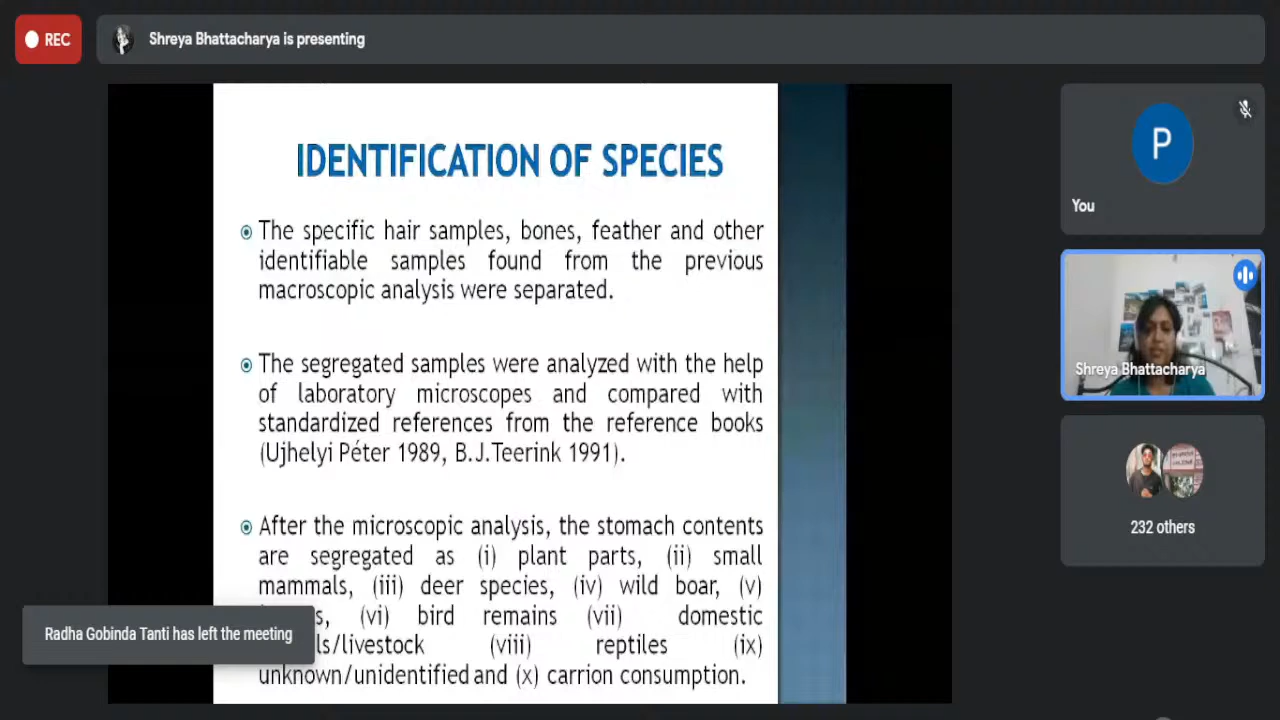 REC
Shreya Bhattacharya is presenting
IDENTIFICATION OF SPECIES
The specific hair samples, bones, feather and other
identifiable samples found from the previous
macroscopic analysis were separated.
The segregated samples were analyzed with the help
of laboratory microscopes and compared with
standardized references from the reference books
(Ujhelyi Péter 1989, B.J.Teerink 1991).
After the microscopic analysis, the stomach contents
are segregated as (i) plant parts, (ii) small
mammals, (iii) deer species, (iv) wild boar, (v)
(vi) bird remains (vii) domestic
/livestock (viii) reptiles (ix)
unknown/unidentified and (x) carrion consumption.
Radha Gobinda Tanti has left the meeting
P
You
Shreya Bhattacharya
232 others